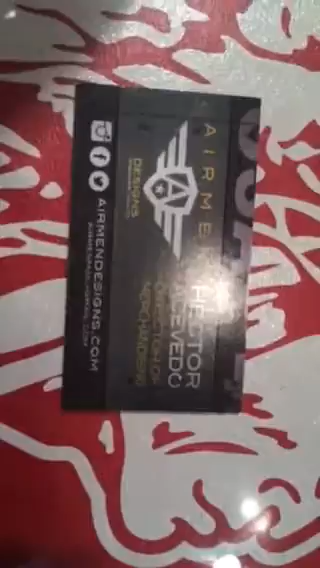 AIRMEN
DESIGNS
HECTOR
ACEVEDO
DIRECTOR OF
MERCHANDISING
AIRMENDESIGNS.COM